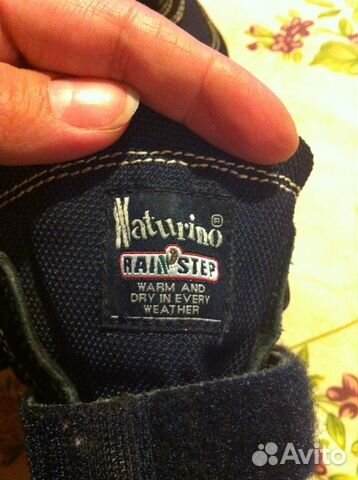 Naturino®
RAIN STEP
WARM AND
DRY IN EVERY
WEATHER
Avito